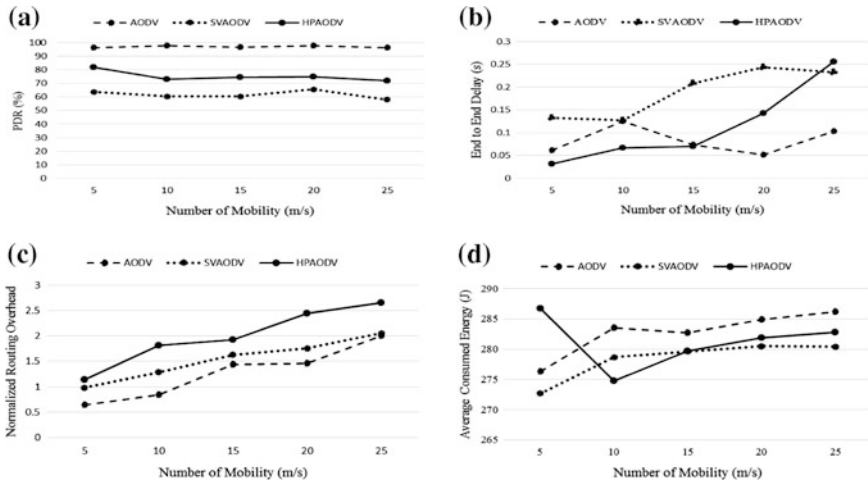 (a)
AODV SVAODV HPAODV
PDR (%)
100
90
80
70
60
50
40
30
20
10
0
5 10 15 20 25
Number of Mobility (m/s)
(b)
AODV SVAODV HPAODV
End to End Delay (s)
0.3
0.25
0.2
0.15
0.1
0.05
0
5 10 15 20 25
Number of Mobility (m/s)
(c)
AODV SVAODV HPAODV
Normalized Routing Overhead
3
2.5
2
1.5
1
0.5
0
5 10 15 20 25
Number of Mobility (m/s)
(d)
AODV SVAODV HPAODV
Average Consumed Energy (J)
290
285
280
275
270
265
5 10 15 20 25
Number of Mobility (m/s)